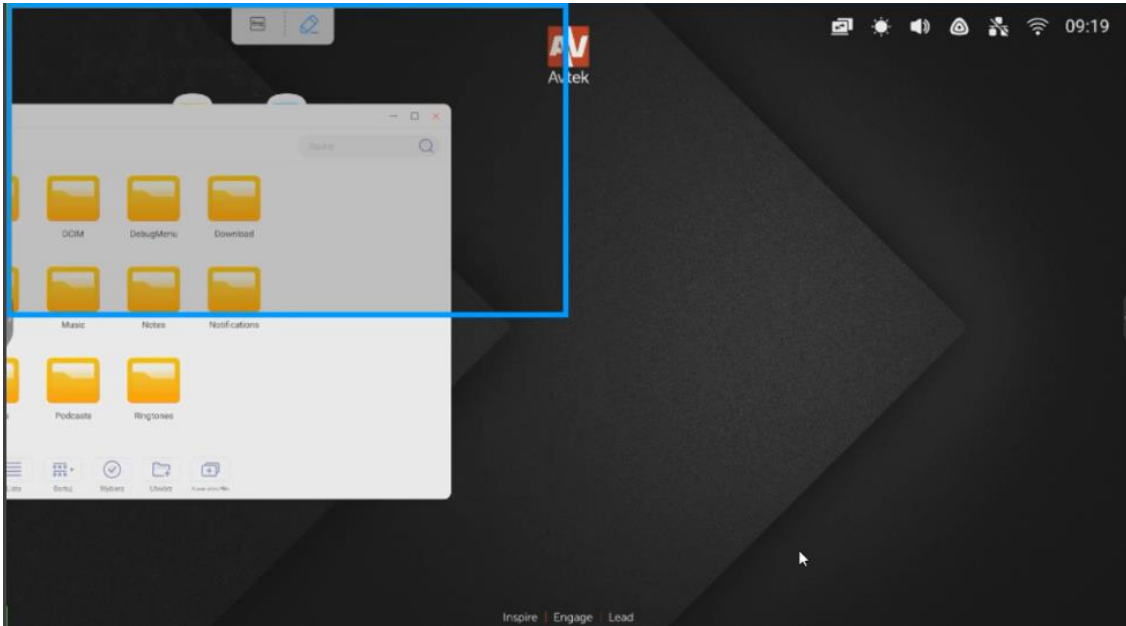 09:19
AV
Avtek
DCIM DebugMenu Download
Music Notes Notifications
Podcasts Ringtones
Inspire | Engage | Lead